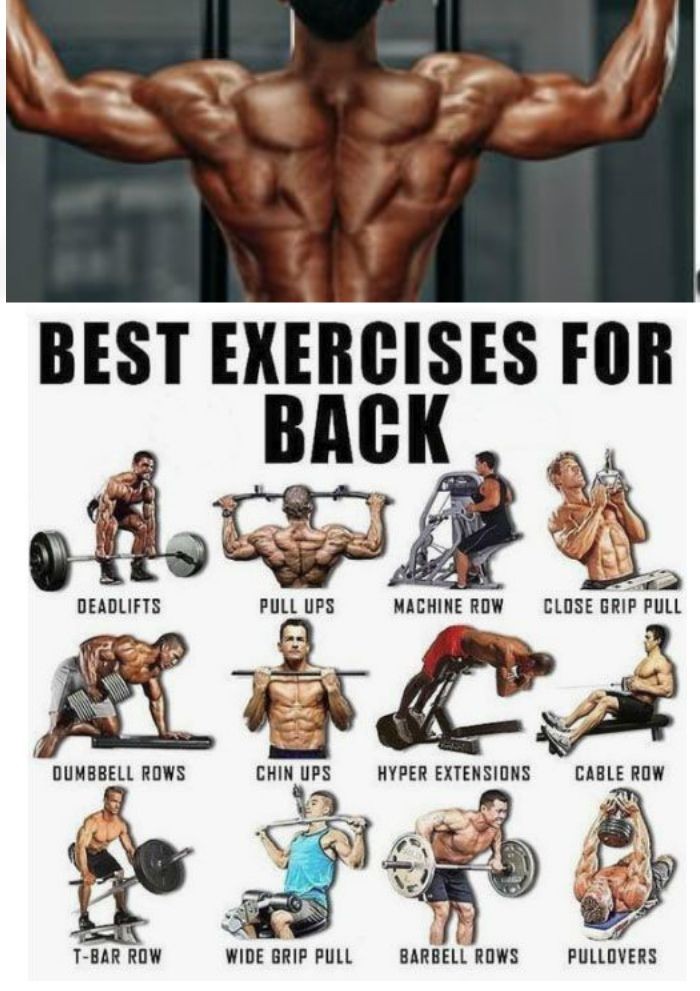 BEST EXERCISES FOR
BACK
DEADLIFTS
PULL UPS
MACHINE ROW
CLOSE GRIP PULL
DUMBBELL ROWS
CHIN UPS
HYPER EXTENSIONS
CABLE ROW
T-BAR ROW
WIDE GRIP PULL
BARBELL ROWS
PULLOVERS